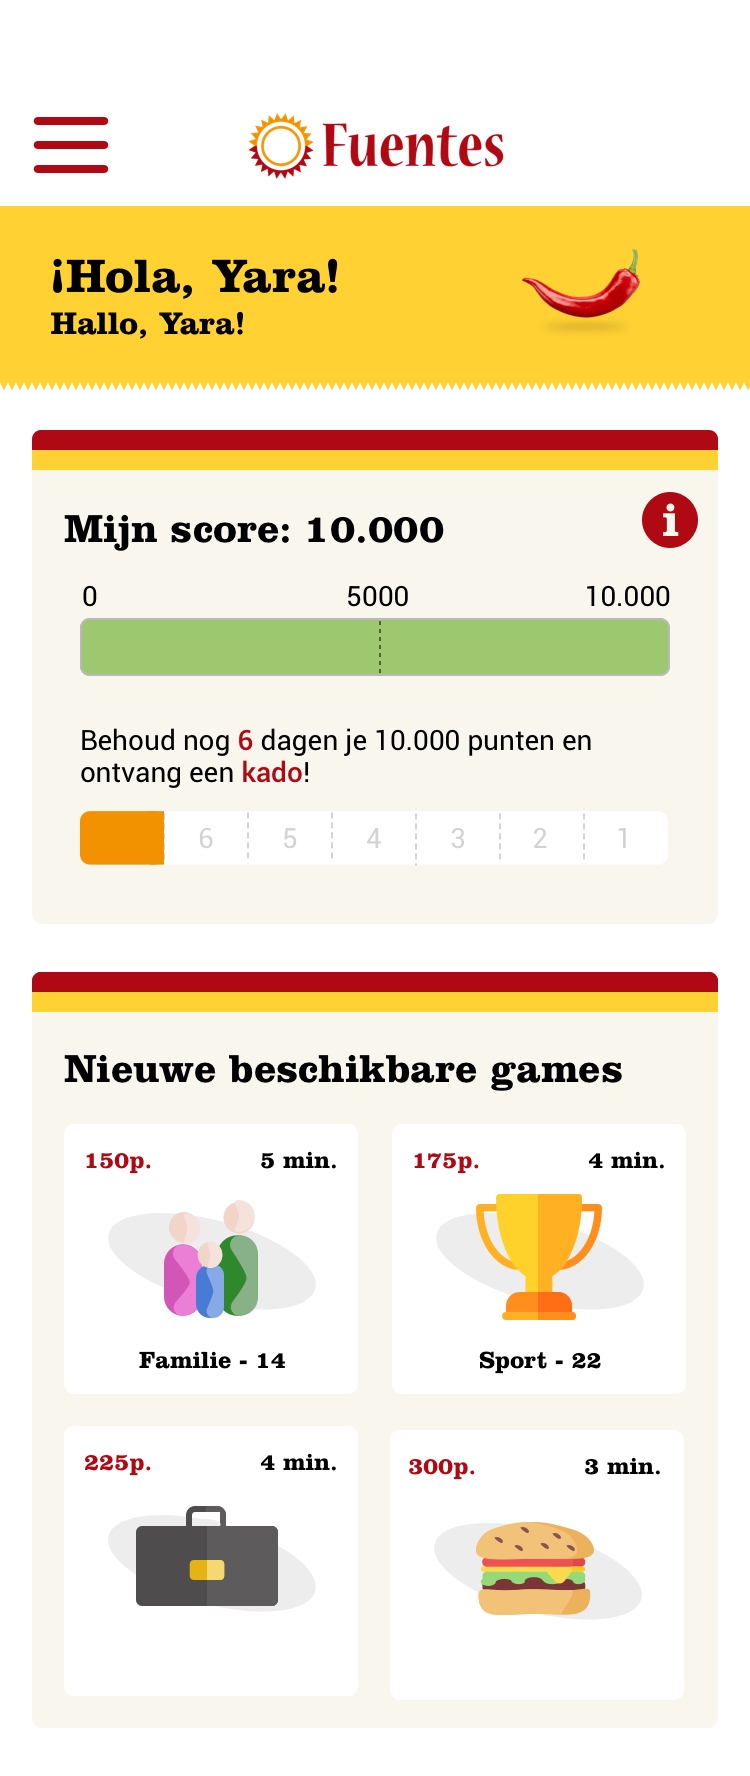 Fuentes
¡Hola, Yara!
Hallo, Yara!
Mijn score: 10.000
i
0 5000 10.000
Behoud nog 6 dagen je 10.000 punten en
ontvang een kado!
6 5 4 3 2 1
Nieuwe beschikbare games
150p. 5 min.
Familie - 14
175p. 4 min.
Sport - 22
225p. 4 min.
300p. 3 min.